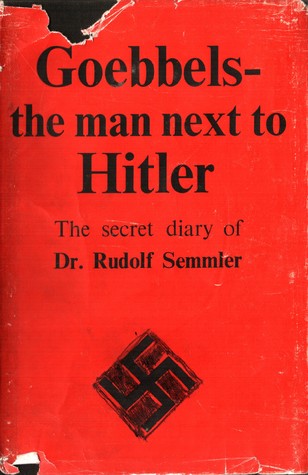 Goebbels-
the man next to
Hitler
The secret diary of
Dr. Rudolf Semmler